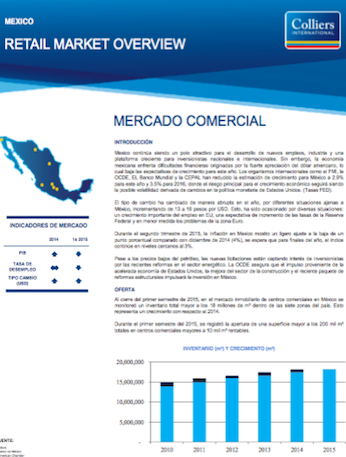 MEXICO
RETAIL MARKET OVERVIEW
Colliers
INTERNATIONAL
MERCADO COMERCIAL
INTRODUCCIÓN
México continúa siendo un polo atractivo para el desarrollo de nuevos empleos, industria y una
plataforma creciente para inversionistas nacionales e internacionales. Sin embargo, la economía
mexicana enfrenta dificultades financieras originadas por la fuerte apreciación del dólar americano, lo
cual baja las expectativas de crecimiento para este año. Los organismos internacionales como el FMI, la
OCDE, EL Banco Mundial y la CEPAL han reducido la estimación de crecimiento para México a 2.9%
para este año y 3.5% para 2016, donde el riesgo principal para el crecimiento económico seguirá siendo
la posible volatilidad derivada de cambios en la política monetaria de Estados Unidos. (Tasas FED).
El tipo de cambio ha cambiado de manera abrupta en el año, por diferentes situaciones ajenas a
México, incrementando de 13 a 16 pesos por USD. Esto, ha sido ocasionado por diversas situaciones;
un crecimiento importante del empleo en EU, una expectativa de incremento de las tasas de la Reserva
Federal y en menor medida los problemas de la zona Euro.
Durante el segundo trimestre de 2015, la inflación en México mostró un ligero ajuste a la baja de un
punto porcentual comparado con diciembre de 2014 (4%), se espera que para finales del año, el índice
continúe en niveles cercanos al 3%.
Pese a los precios bajos del petróleo, las nuevas licitaciones están captando interés de inversionistas
por las recientes reformas en el sector energético. La OCDE asegura que el impulso proveniente de la
acelerada economía de Estados Unidos, la mejora del sector de la construcción y el reciente paquete de
reformas estructurales impulsará la inversión en México.
OFERTA
Al cierre del primer semestre de 2015, en el mercado inmobiliario de centros comerciales en México se
monitoreó un inventario total mayor a los 18 millones de m² dentro de las siete zonas del país. Esto
representa un crecimiento con respecto al 2014.
Durante el primer semestre del 2015, se registró la apertura de una superficie mayor a los 200 mil m²
totales en centros comerciales mayores a 10 mil m² rentables.
INDICADORES DE MERCADO
2014 1s 2015
PIB
TASA DE
DESEMPLEO
TIPO CAMBIO
(USD)
INVENTARIO (m²) Y CRECIMIENTO (m²)
20,000,000
15,000,000
10,000,000
5,000,000
0
2010 2011 2012 2013 2014 2015